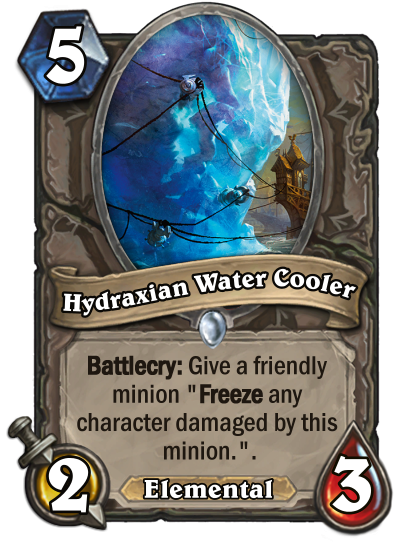 5
Hydraxian Water Cooler
Battlecry: Give a friendly
minion "Freeze any
character damaged by this
minion.".
2
Elemental
3